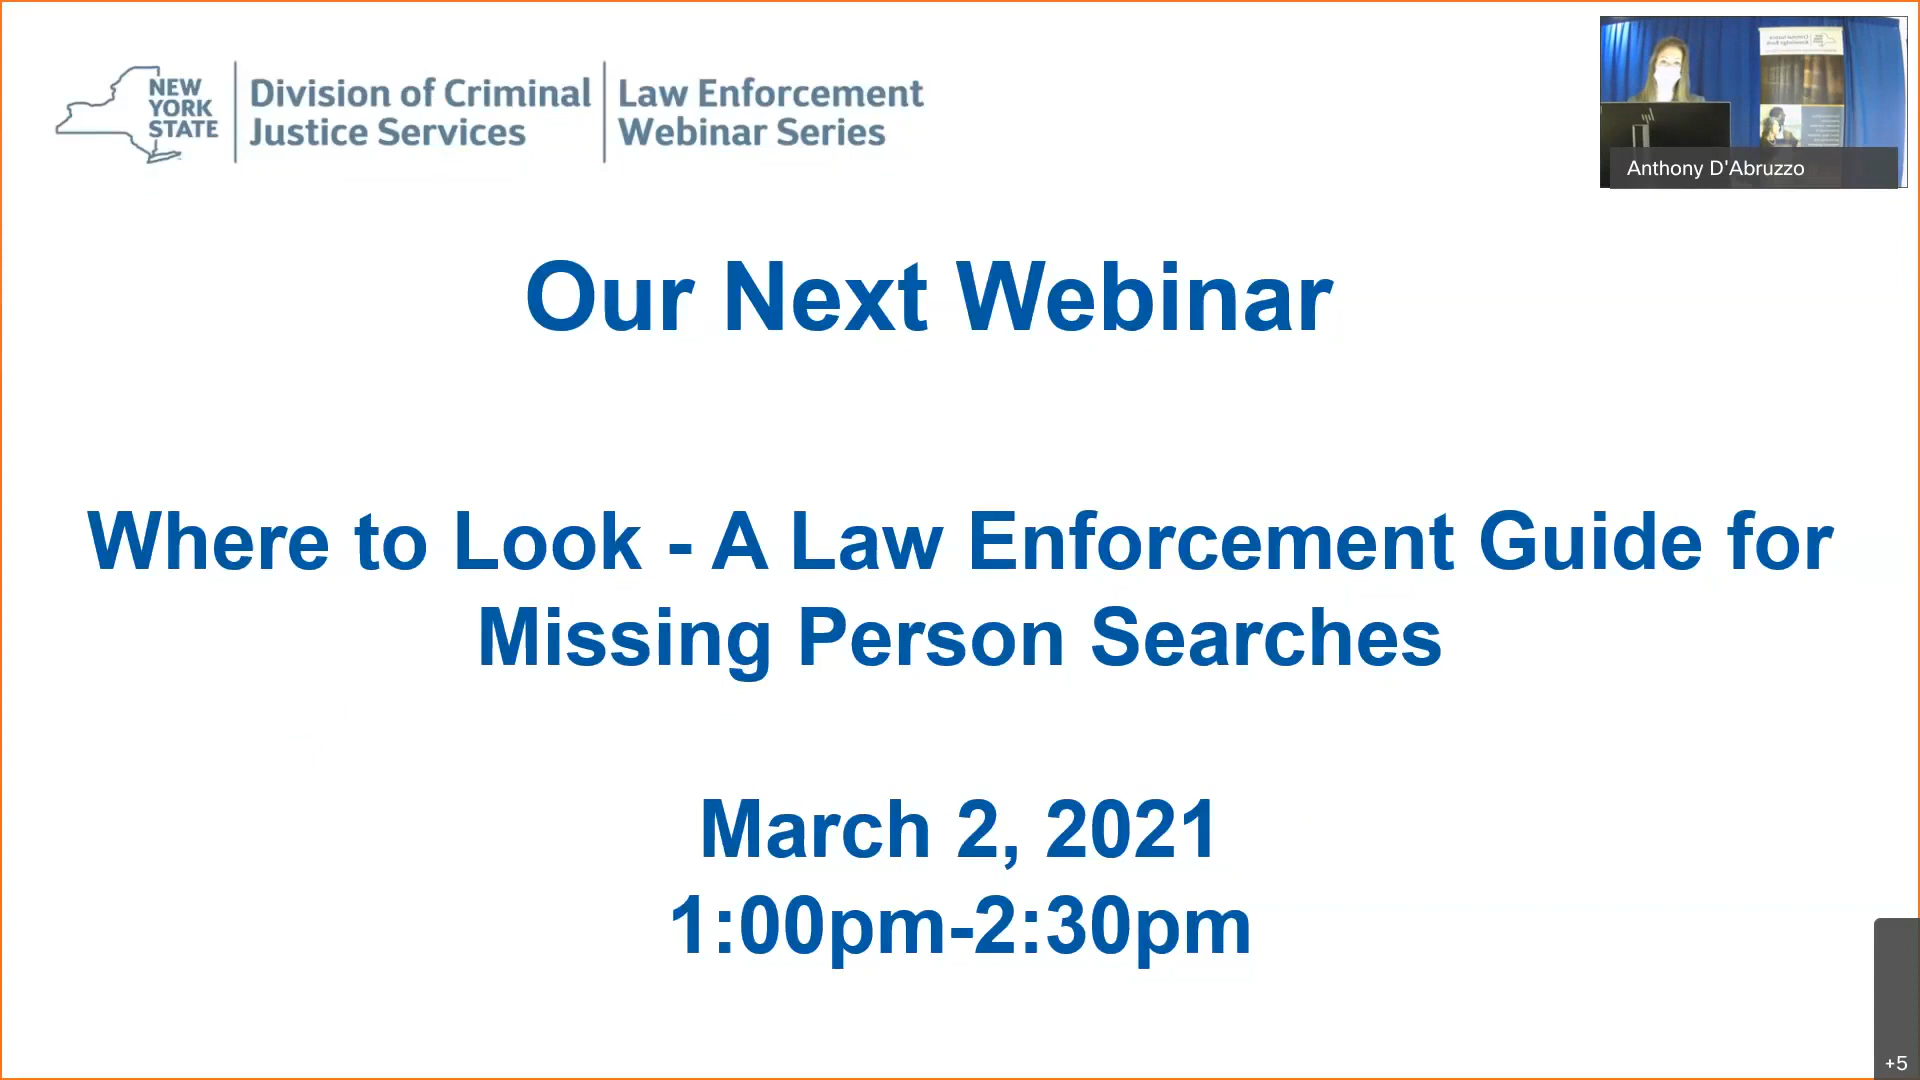 NEW
YORK
STATE
Division of Criminal
Justice Services
Law Enforcement
Webinar Series
Anthony D'Abruzzo
Our Next Webinar
Where to Look - A Law Enforcement Guide for
Missing Person Searches
March 2, 2021
1:00pm-2:30pm
+5